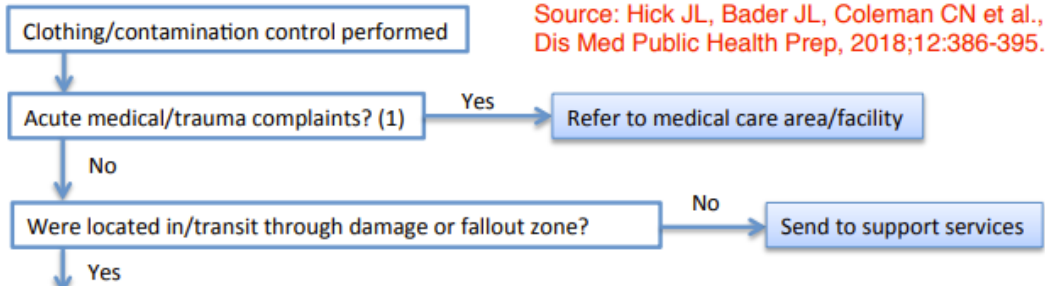 Clothing/contamination control performed
Source: Hick JL, Bader JL, Coleman CN et al.,
Dis Med Public Health Prep, 2018;12:386-395.
Acute medical/trauma complaints? (1)
Yes
Refer to medical care area/facility
No
Were located in/transit through damage or fallout zone?
No
Send to support services
Yes